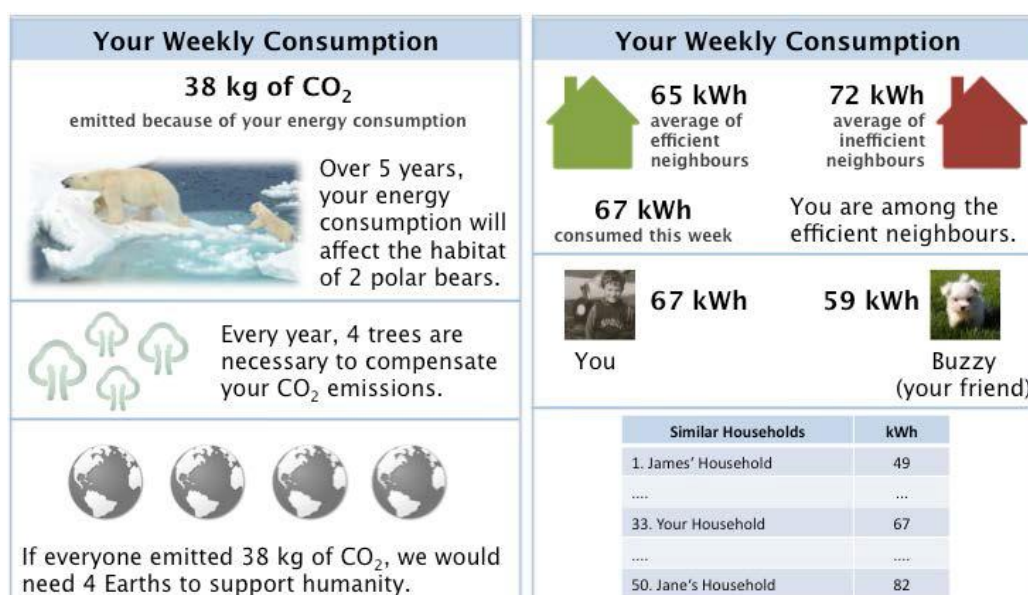 Your Weekly Consumption
38 kg of CO₂
emitted because of your energy consumption
Over 5 years,
your energy
consumption will
affect the habitat
of 2 polar bears.
Every year, 4 trees are
necessary to compensate
your CO₂ emissions.
If everyone emitted 38 kg of CO₂, we would
need 4 Earths to support humanity.
Your Weekly Consumption
65 kWh
average of
efficient
neighbours
72 kWh
average of
inefficient
neighbours
67 kWh
consumed this week
You are among the
efficient neighbours.
67 kWh
You
59 kWh
Buzzy
(your friend)
Similar Households kWh
1. James' Household 49
.... ...
33. Your Household 67
.... ....
50. Jane's Household 82